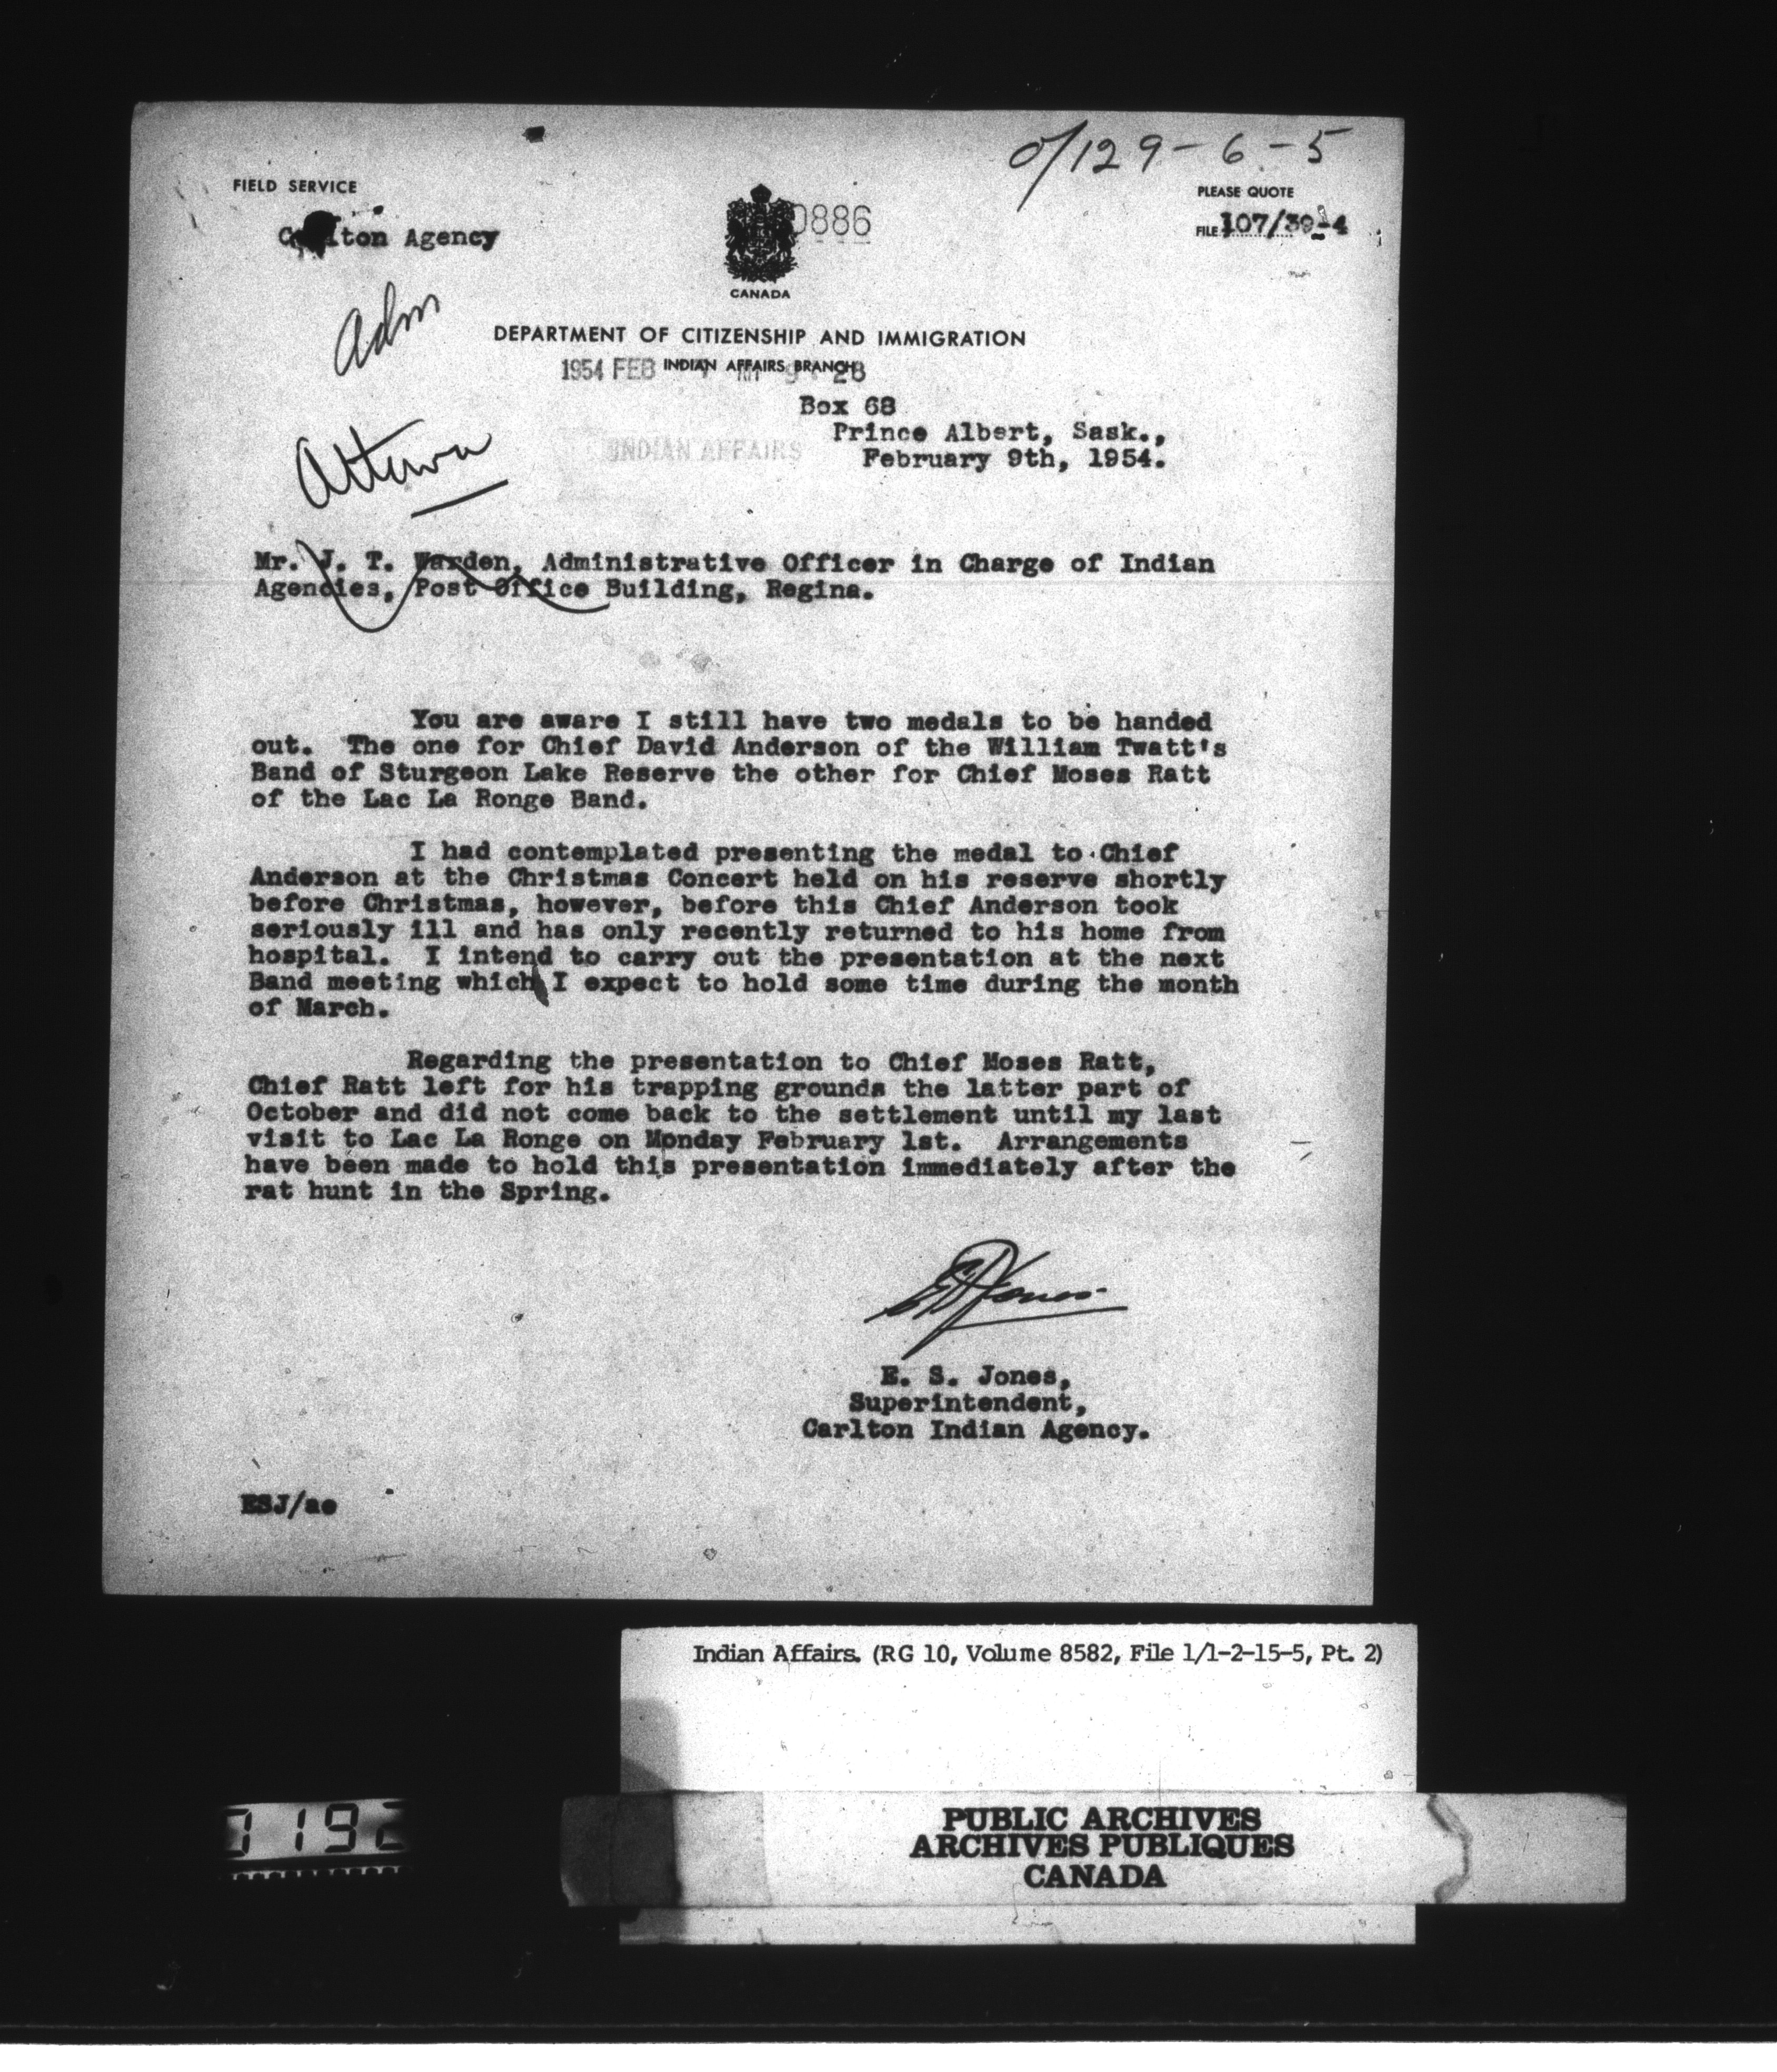 0/129-6-5
FIELD SERVICE
PLEASE QUOTE
Carlton Agency
0886
FILE 107/39-4
CANADA
Adm
DEPARTMENT OF CITIZENSHIP AND IMMIGRATION
INDIAN AFFAIRS BRANCH
1954 FEB 28
Box 68
Prince Albert, Sask.,
INDIAN AFFAIRS
February 9th, 1954.
Ottawa
Mr. J. T. Warden, Administrative Officer in Charge of Indian
Agencies, Post Office Building, Regina.
You are aware I still have two medals to be handed
out. The one for Chief David Anderson of the William Twatt's
Band of Sturgeon Lake Reserve the other for Chief Moses Ratt
of the Lac La Ronge Band.
I had contemplated presenting the medal to Chief
Anderson at the Christmas Concert held on his reserve shortly
before Christmas, however, before this Chief Anderson took
seriously ill and has only recently returned to his home from
hospital. I intend to carry out the presentation at the next
Band meeting which I expect to hold some time during the month
of March.
Regarding the presentation to Chief Moses Ratt,
Chief Ratt left for his trapping grounds the latter part of
October and did not come back to the settlement until my last
visit to Lac La Ronge on Monday February 1st. Arrangements
have been made to hold this presentation immediately after the
rat hunt in the Spring.
ES Jones
E. S. Jones,
Superintendent,
Carlton Indian Agency.
ESJ/ae
Indian Affairs. (RG 10, Volume 8582, File 1/1-2-15-5, Pt. 2)
PUBLIC ARCHIVES
ARCHIVES PUBLIQUES
CANADA